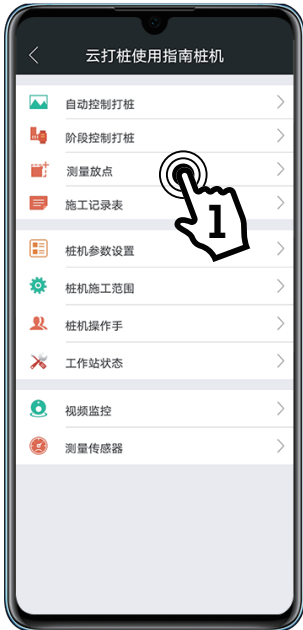 云打桩使用指南桩机
自动控制打桩
阶段控制打桩
测量放点
施工记录表
1
桩机参数设置
桩机施工范围
桩机操作手
工作站状态
视频监控
测量传感器